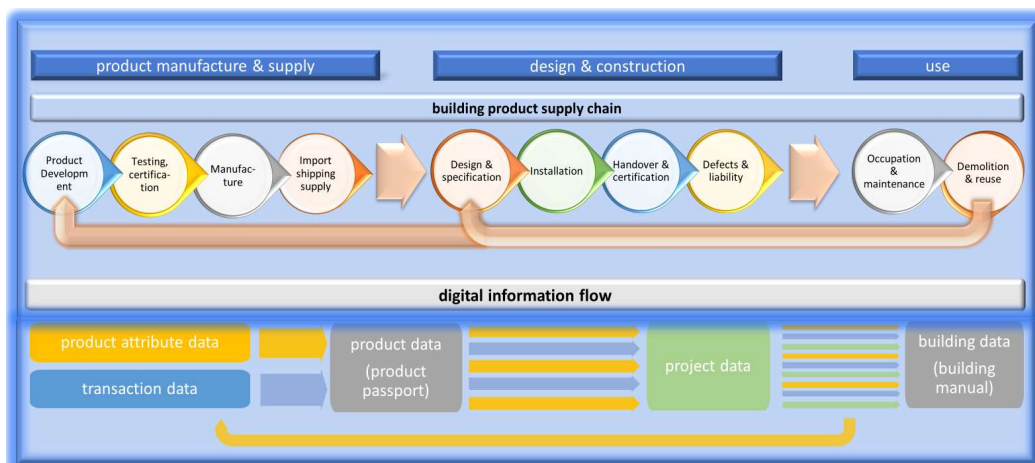 product manufacture & supply
design & construction
use
building product supply chain
Product
Developm
ent
Testing,
certifica-
tion
Manufac-
ture
Import
shipping
supply
Design &
specification
Installation
Handover &
certification
Defects &
liability
Occupation
&
maintenance
Demolition
& reuse
digital information flow
product attribute data
transaction data
product data
(product
passport)
project data
building data
(building
manual)